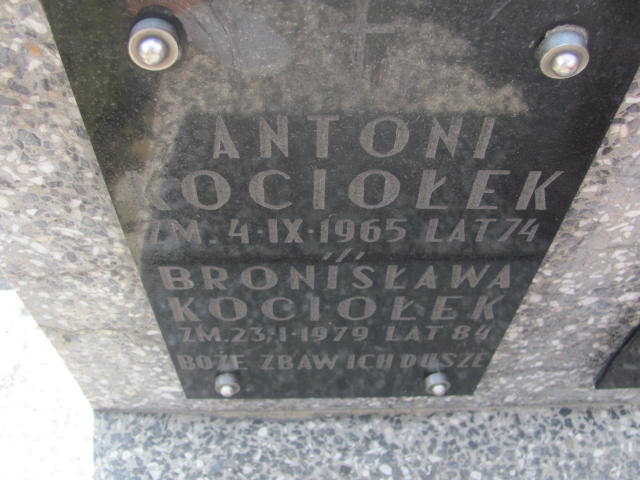 ANTONI
KOCIOŁEK
ZM. 4·IX·1965 LAT 74
BRONISŁAWA
KOCIOŁEK
ZM. 23·I·1979 LAT 84
BOŻE ZBAW ICH DUSZE